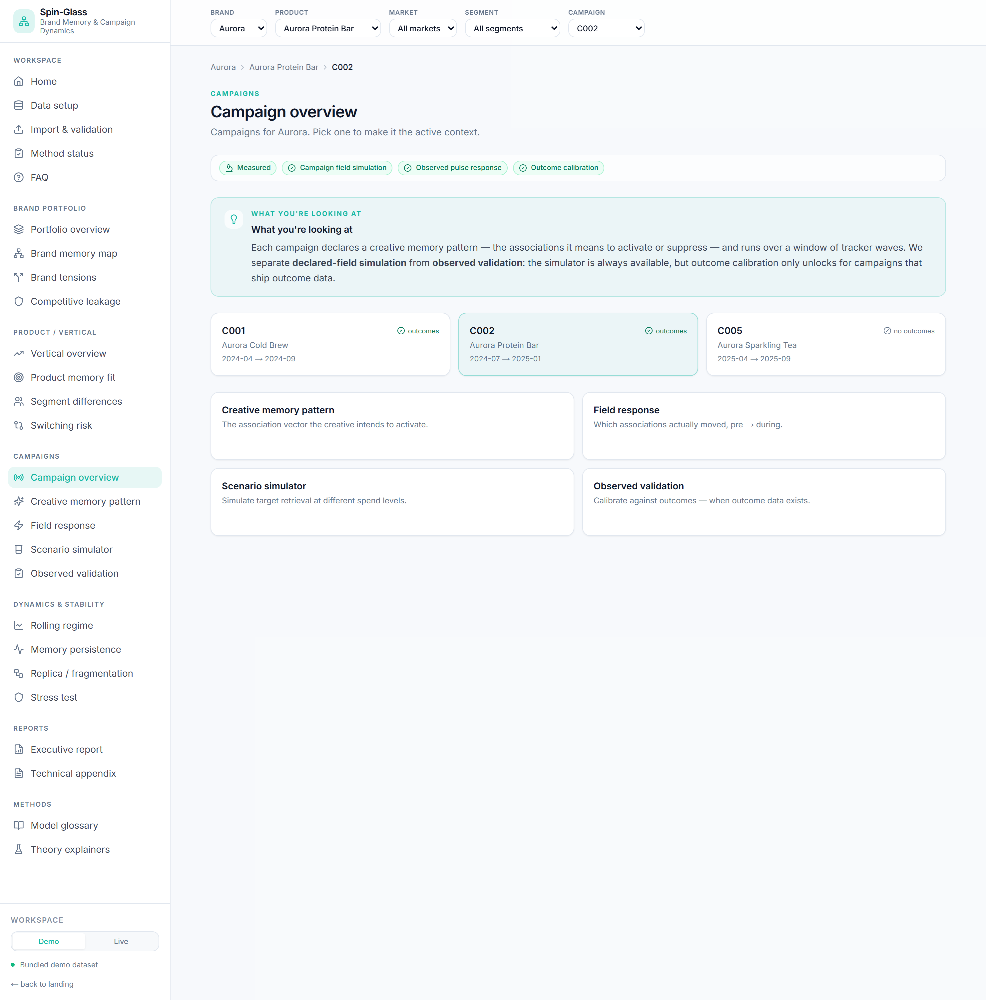 Spin-Glass
Brand Memory & Campaign
Dynamics
WORKSPACE
Home
Data setup
Import & validation
Method status
FAQ
BRAND PORTFOLIO
Portfolio overview
Brand memory map
Brand tensions
Competitive leakage
PRODUCT / VERTICAL
Vertical overview
Product memory fit
Segment differences
Switching risk
CAMPAIGNS
Campaign overview
Creative memory pattern
Field response
Scenario simulator
Observed validation
DYNAMICS & STABILITY
Rolling regime
Memory persistence
Replica / fragmentation
Stress test
REPORTS
Executive report
Technical appendix
METHODS
Model glossary
Theory explainers
WORKSPACE
Demo Live
Bundled demo dataset
← back to landing
BRAND PRODUCT MARKET SEGMENT CAMPAIGN
Aurora Aurora Protein Bar All markets All segments C002
Aurora > Aurora Protein Bar > C002
CAMPAIGNS
Campaign overview
Campaigns for Aurora. Pick one to make it the active context.
Measured Campaign field simulation Observed pulse response Outcome calibration
WHAT YOU'RE LOOKING AT
What you're looking at
Each campaign declares a creative memory pattern — the associations it means to activate or suppress — and runs over a window of tracker waves. We
separate declared-field simulation from observed validation: the simulator is always available, but outcome calibration only unlocks for campaigns that
ship outcome data.
C001 outcomes
Aurora Cold Brew
2024-04 → 2024-09
C002 outcomes
Aurora Protein Bar
2024-07 → 2025-01
C005 no outcomes
Aurora Sparkling Tea
2025-04 → 2025-09
Creative memory pattern
The association vector the creative intends to activate.
Field response
Which associations actually moved, pre → during.
Scenario simulator
Simulate target retrieval at different spend levels.
Observed validation
Calibrate against outcomes — when outcome data exists.